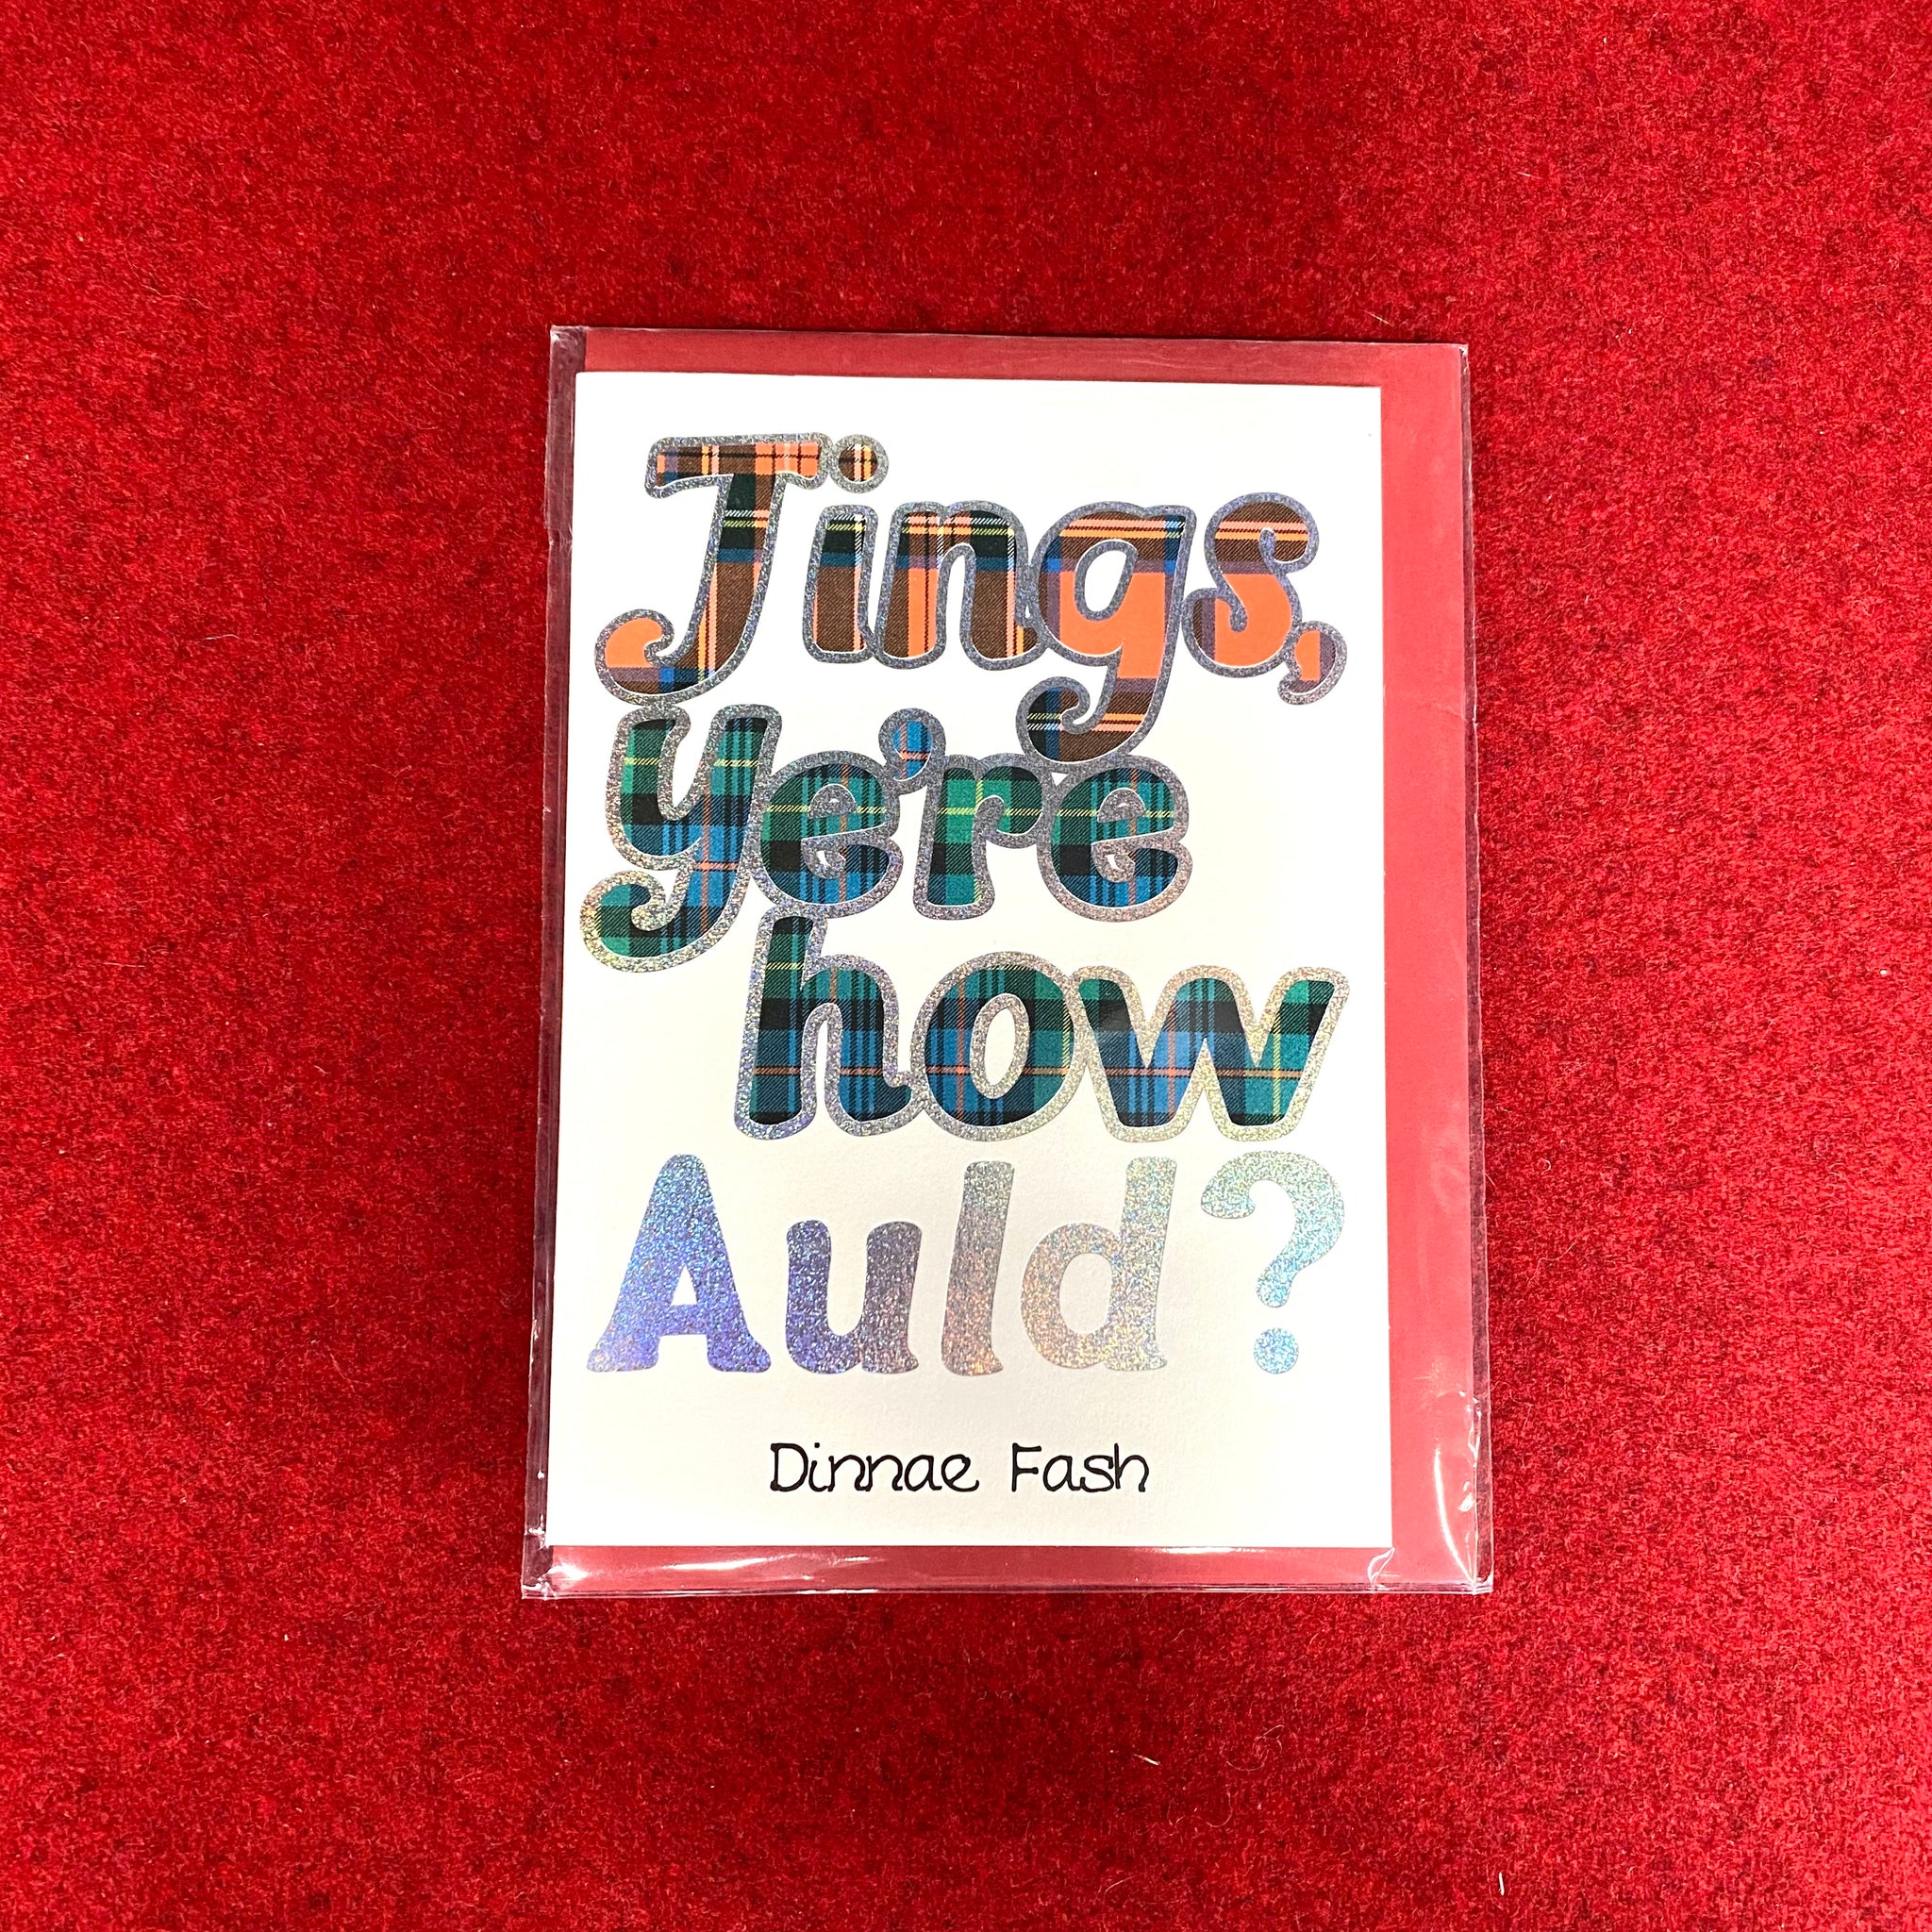 Jings,
Ye're
how
Auld?
Dinnae Fash